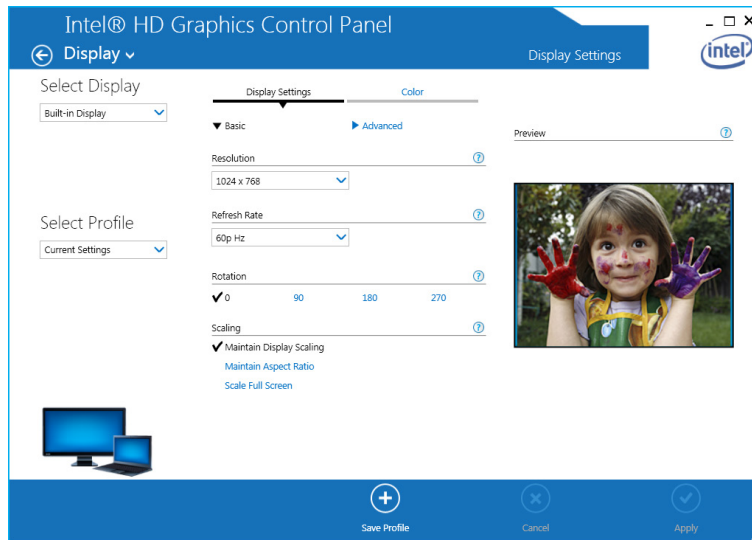 Intel® HD Graphics Control Panel
Display
Display Settings
intel
Select Display
Built-in Display
Select Profile
Current Settings
Display Settings
Color
Basic
Advanced
Resolution
?
1024 x 768
Refresh Rate
?
60p Hz
Rotation
?
0 90 180 270
Scaling
?
Maintain Display Scaling
Maintain Aspect Ratio
Scale Full Screen
Preview
?
Save Profile
Cancel
Apply